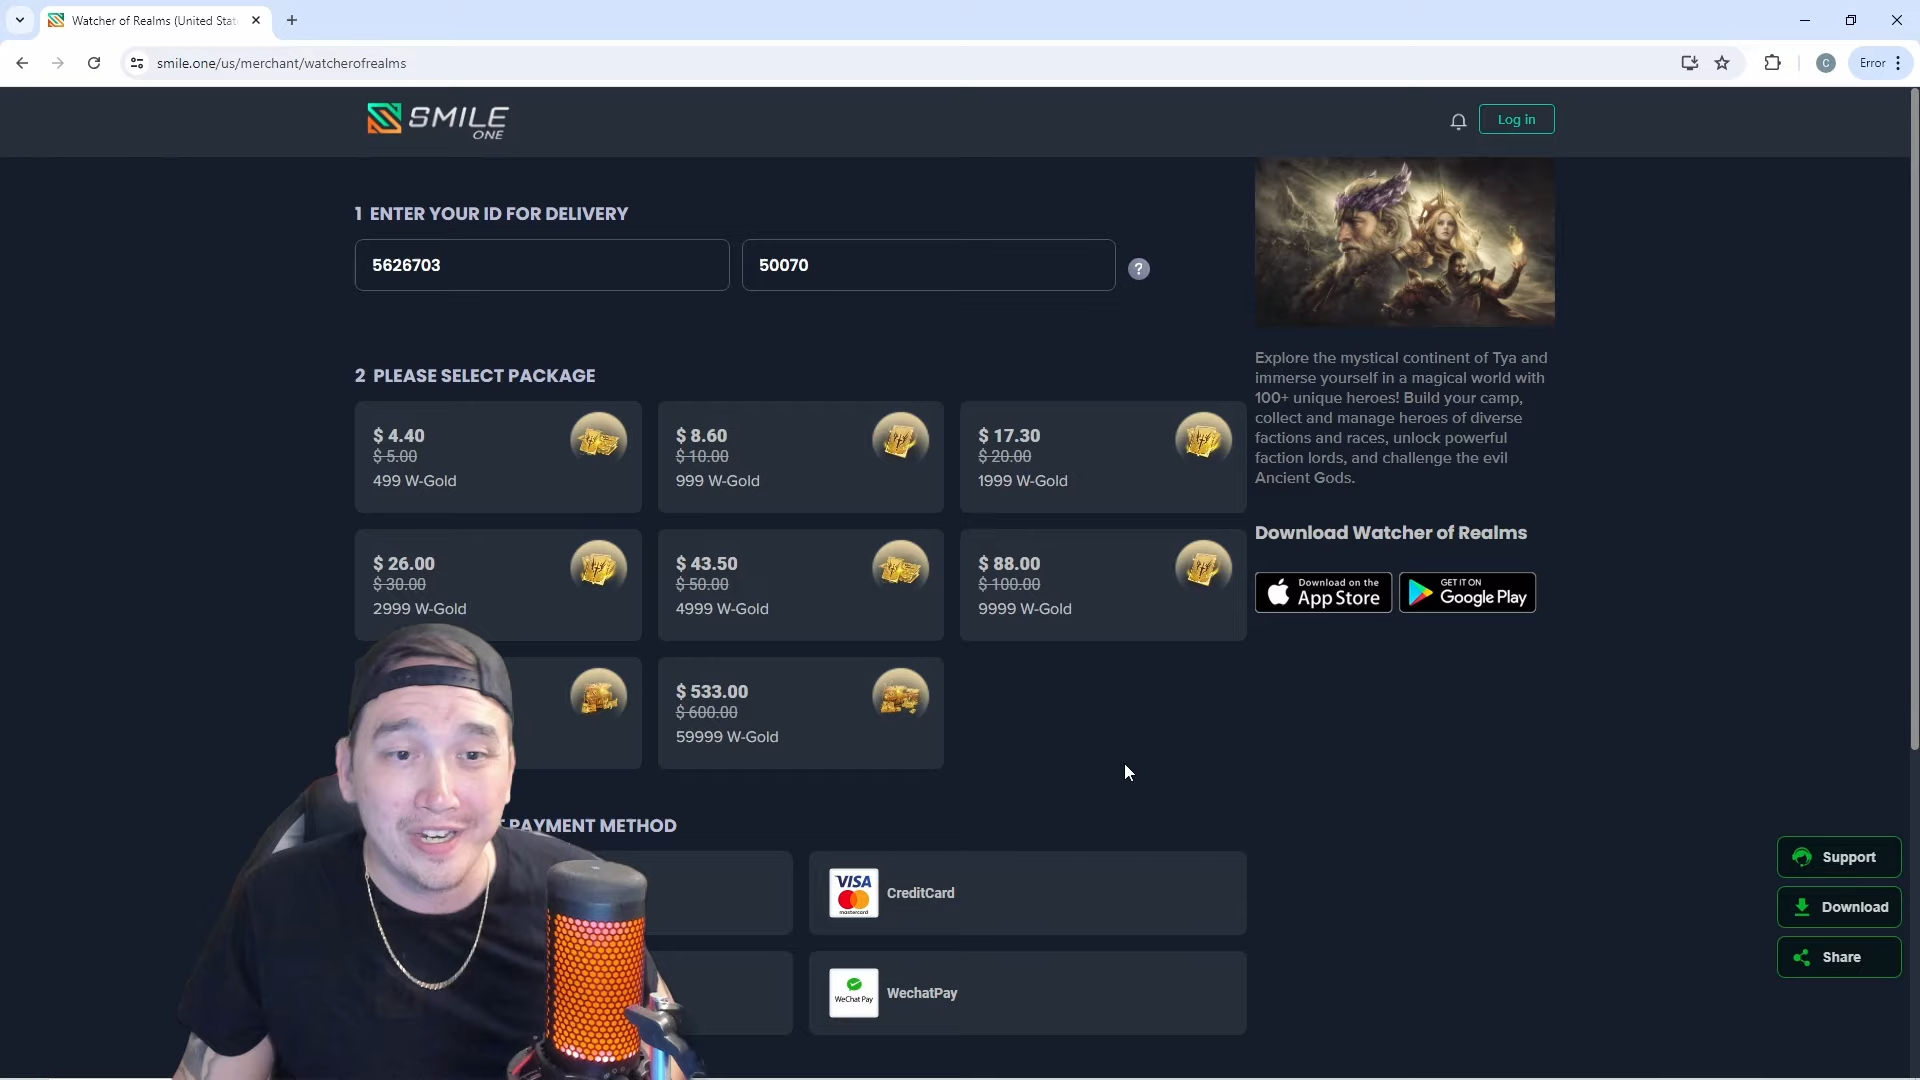 Watcher of Realms (United Stat
smile.one/us/merchant/watcherofrealms
C
Error
SMILE
ONE
Log in
1 ENTER YOUR ID FOR DELIVERY
5626703
50070
?
2 PLEASE SELECT PACKAGE
$ 4.40
$ 5.00
499 W-Gold
$ 8.60
$ 10.00
999 W-Gold
$ 17.30
$ 20.00
1999 W-Gold
$ 26.00
$ 30.00
2999 W-Gold
$ 43.50
$ 50.00
4999 W-Gold
$ 88.00
$ 100.00
9999 W-Gold
$ 533.00
$ 600.00
59999 W-Gold
PAYMENT METHOD
VISA
mastercard
CreditCard
WeChat Pay
WechatPay
Explore the mystical continent of Tya and
immerse yourself in a magical world with
100+ unique heroes! Build your camp,
collect and manage heroes of diverse
factions and races, unlock powerful
faction lords, and challenge the evil
Ancient Gods.
Download Watcher of Realms
Download on the
App Store
GET IT ON
Google Play
Support
Download
Share